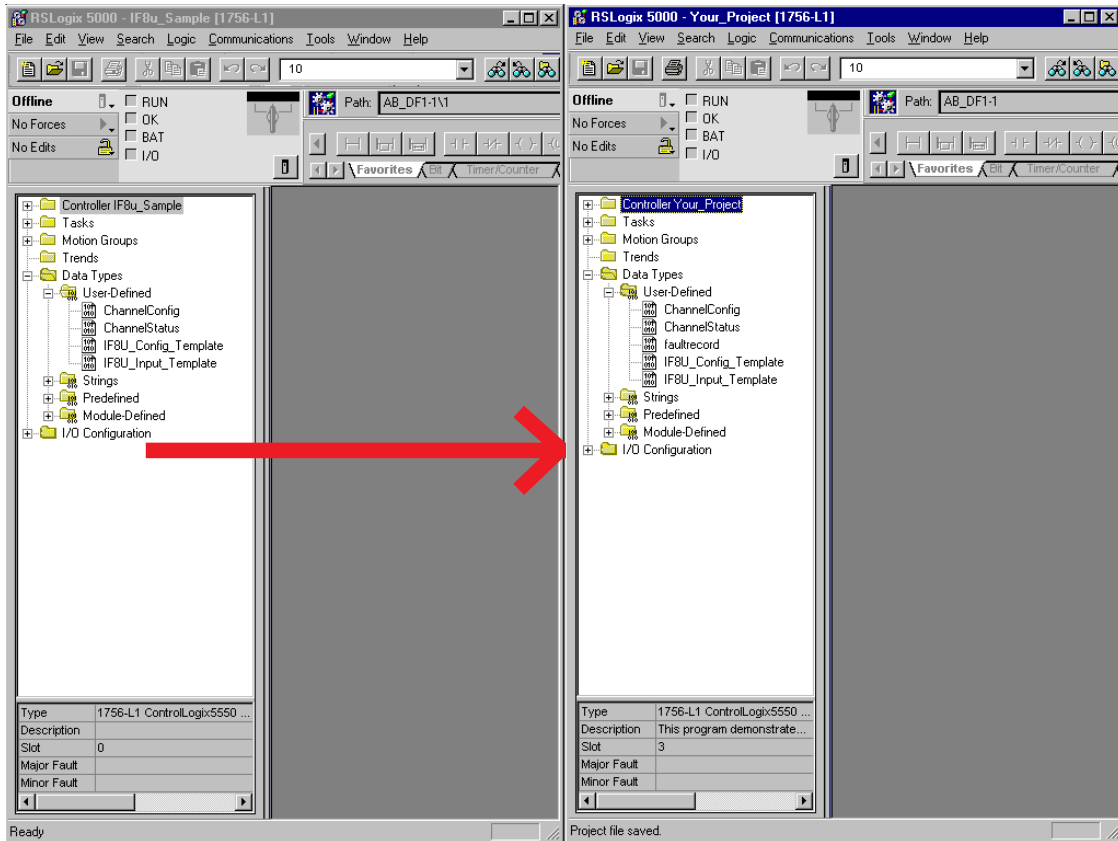 RSLogix 5000 - IF8u_Sample [1756-L1]
File Edit View Search Logic Communications Tools Window Help
10
Offline
RUN
No Forces
OK
No Edits
BAT
I/O
Path: AB_DF1-1\1
Favorites Bit Timer/Counter
Controller IF8u_Sample
Tasks
Motion Groups
Trends
Data Types
User-Defined
ChannelConfig
ChannelStatus
IF8U_Config_Template
IF8U_Input_Template
Strings
Predefined
Module-Defined
I/O Configuration
Type 1756-L1 ControlLogix5550 ...
Description
Slot 0
Major Fault
Minor Fault
Ready
RSLogix 5000 - Your_Project [1756-L1]
File Edit View Search Logic Communications Tools Window Help
10
Offline
RUN
No Forces
OK
No Edits
BAT
I/O
Path: AB_DF1-1
Favorites Bit Timer/Counter
Controller Your_Project
Tasks
Motion Groups
Trends
Data Types
User-Defined
ChannelConfig
ChannelStatus
faultrecord
IF8U_Config_Template
IF8U_Input_Template
Strings
Predefined
Module-Defined
I/O Configuration
Type 1756-L1 ControlLogix5550 ...
Description This program demonstrate...
Slot 3
Major Fault
Minor Fault
Project file saved.